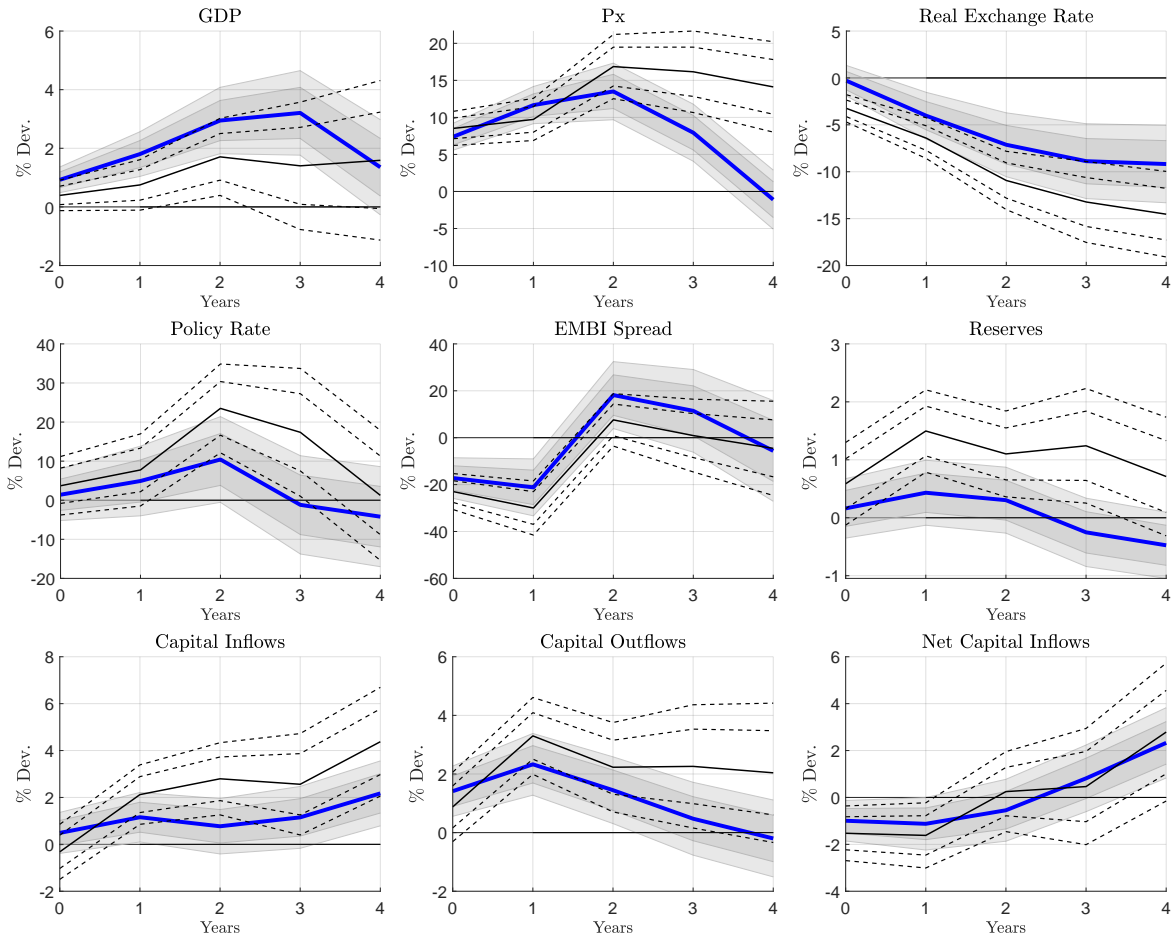 GDP
% Dev.
6
4
2
0
-2
0 1 2 3 4
Years
Px
% Dev.
20
15
10
5
0
-5
-10
0 1 2 3 4
Years
Real Exchange Rate
% Dev.
5
0
-5
-10
-15
-20
0 1 2 3 4
Years
Policy Rate
% Dev.
40
30
20
10
0
-10
-20
0 1 2 3 4
Years
EMBI Spread
% Dev.
40
20
0
-20
-40
-60
0 1 2 3 4
Years
Reserves
% Dev.
3
2
1
0
-1
0 1 2 3 4
Years
Capital Inflows
% Dev.
8
6
4
2
0
-2
0 1 2 3 4
Years
Capital Outflows
% Dev.
6
4
2
0
-2
0 1 2 3 4
Years
Net Capital Inflows
% Dev.
6
4
2
0
-2
-4
0 1 2 3 4
Years